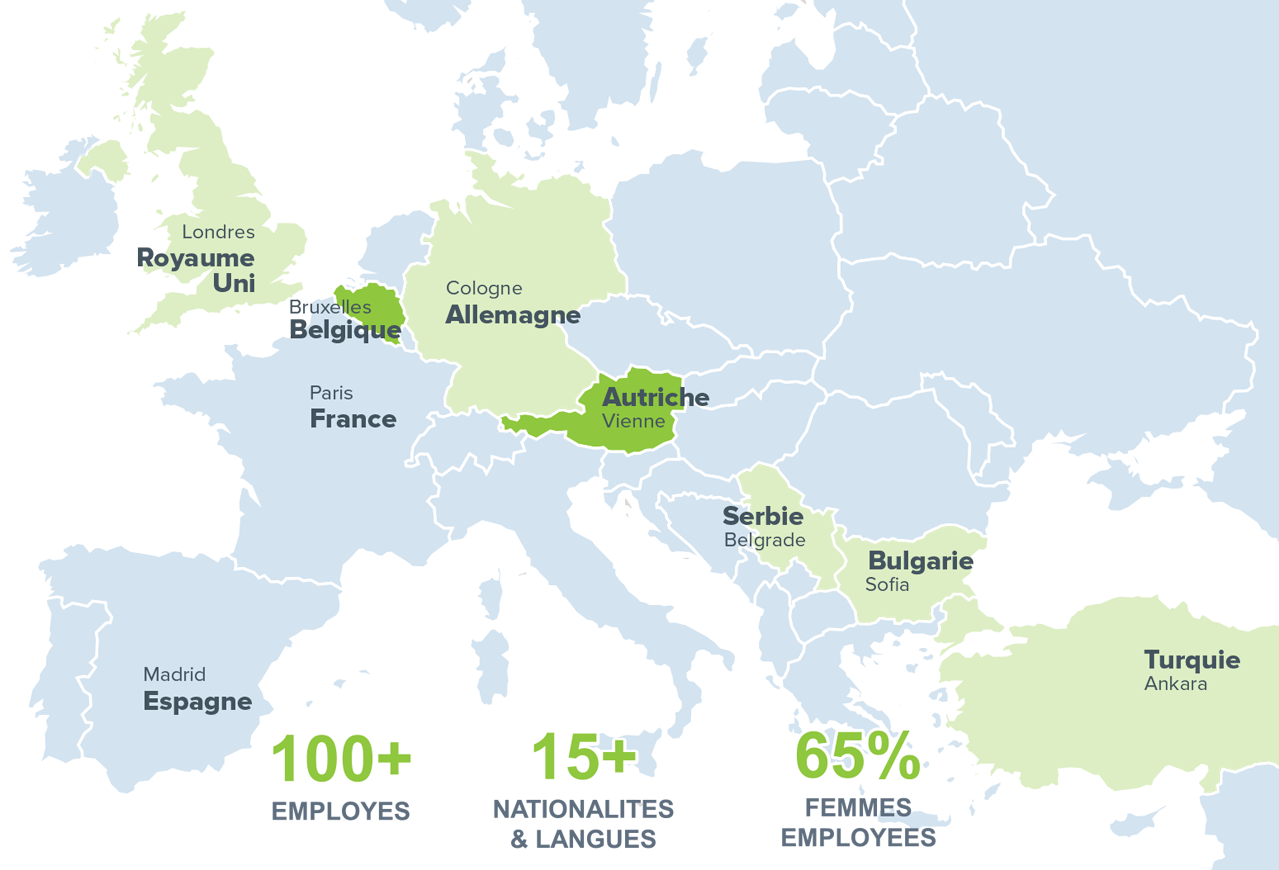 Londres
Royaume
Uni
Bruxelles
Belgique
Cologne
Allemagne
Paris
France
Autriche
Vienne
Serbie
Belgrade
Bulgarie
Sofia
Turquie
Ankara
Madrid
Espagne
100+
EMPLOYES
15+
NATIONALITES
& LANGUES
65%
FEMMES
EMPLOYEES